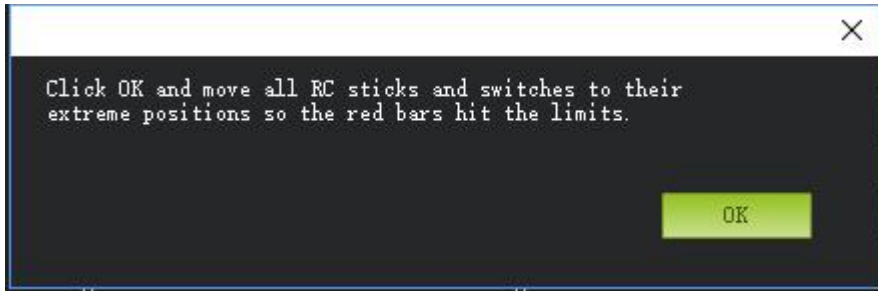 Click OK and move all RC sticks and switches to their
extreme positions so the red bars hit the limits.
OK